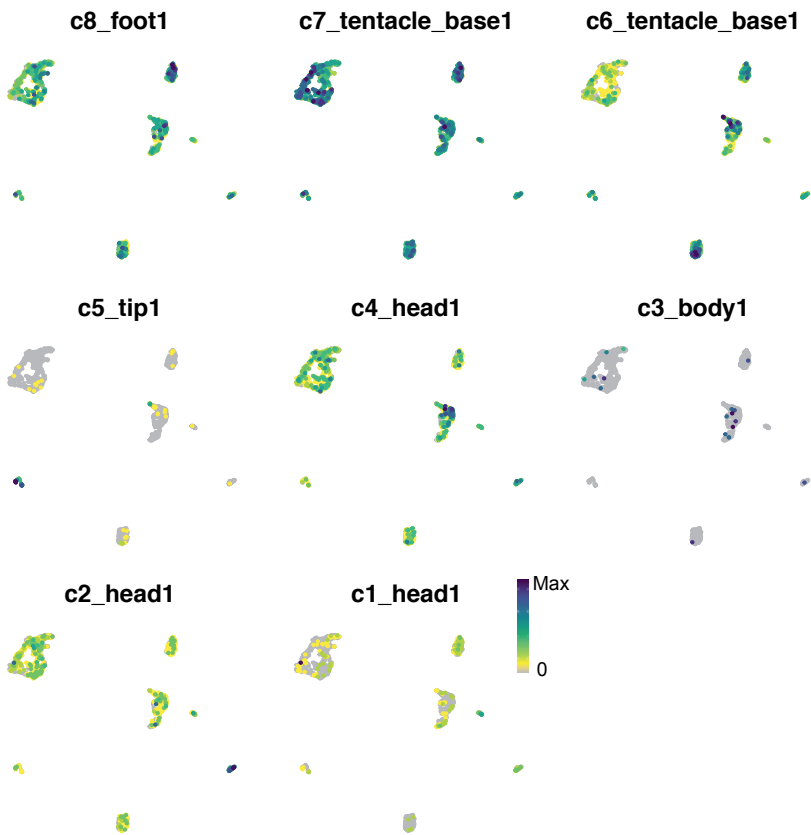 c8_foot1
c7_tentacle_base1
c6_tentacle_base1
c5_tip1
c4_head1
c3_body1
c2_head1
c1_head1
Max
0